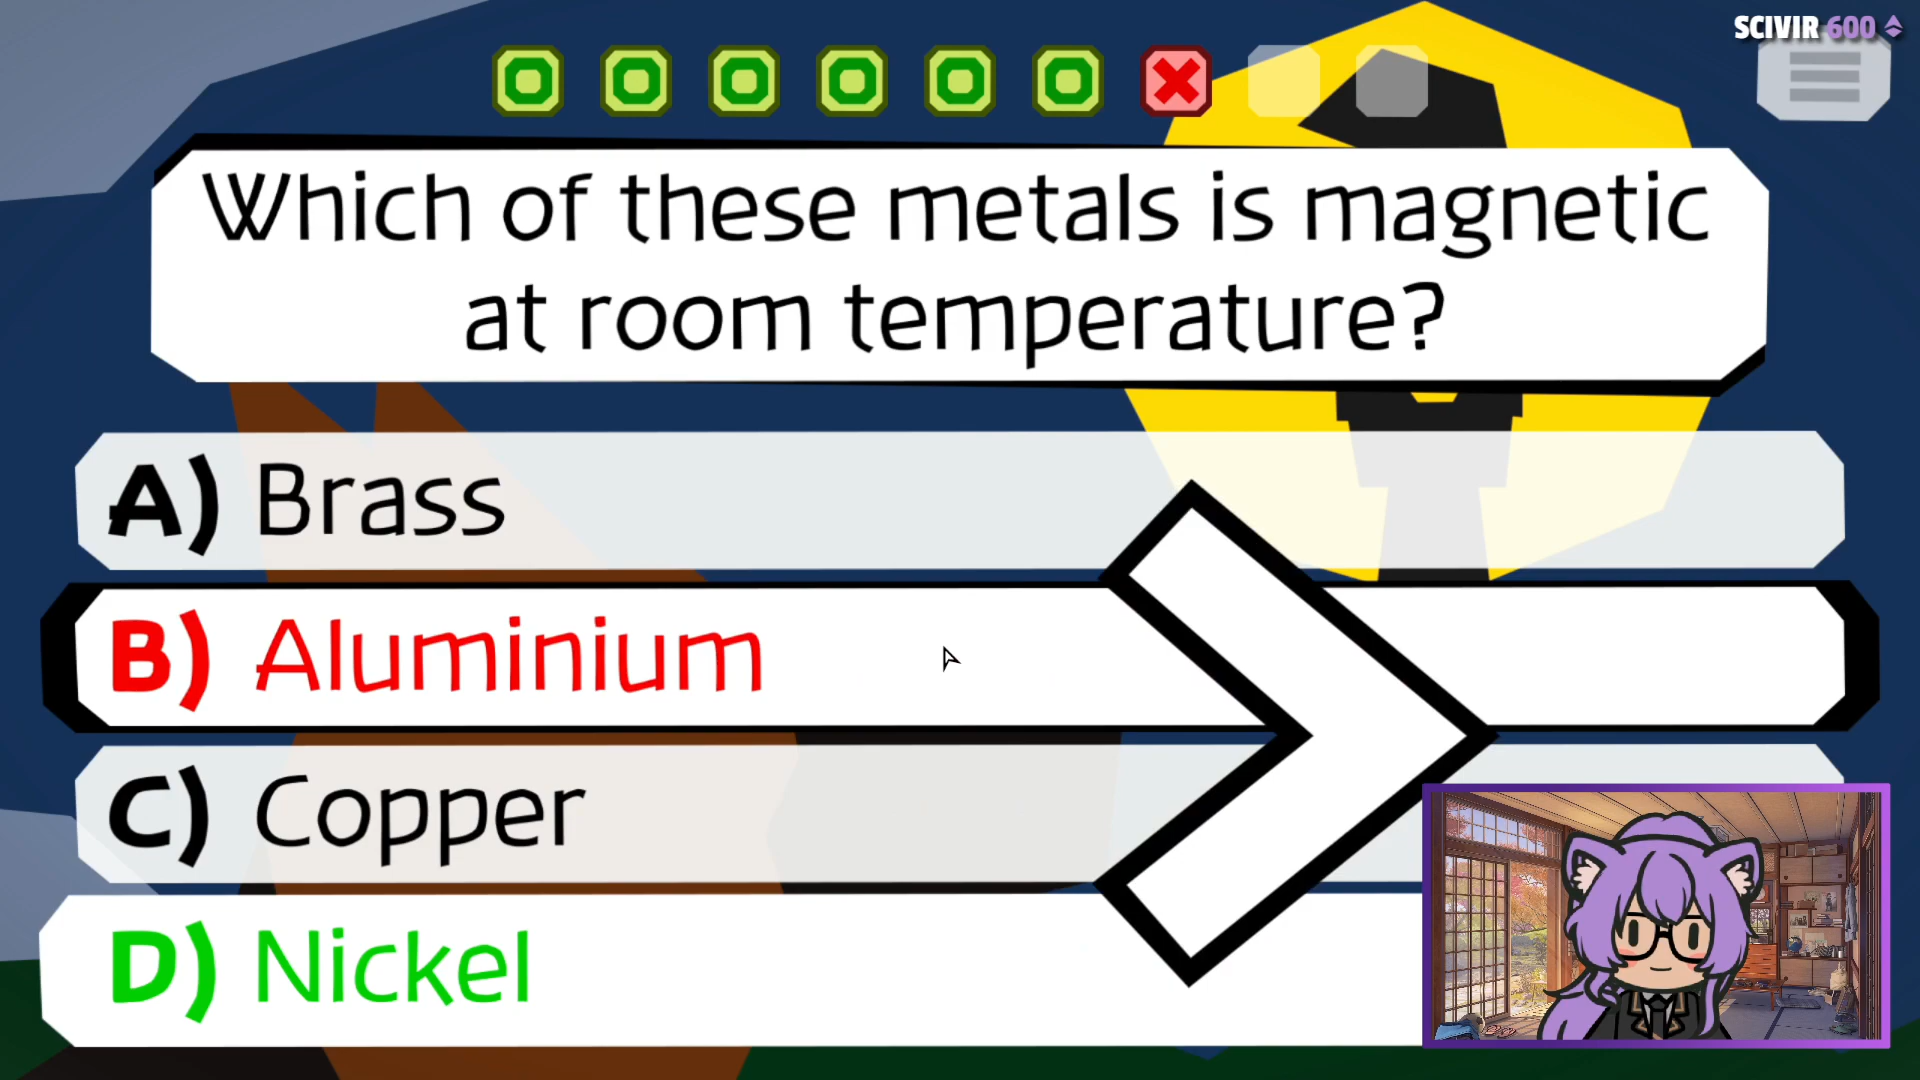 SCIVIR 600
Which of these metals is magnetic
at room temperature?
A) Brass
B) Aluminium
C) Copper
D) Nickel